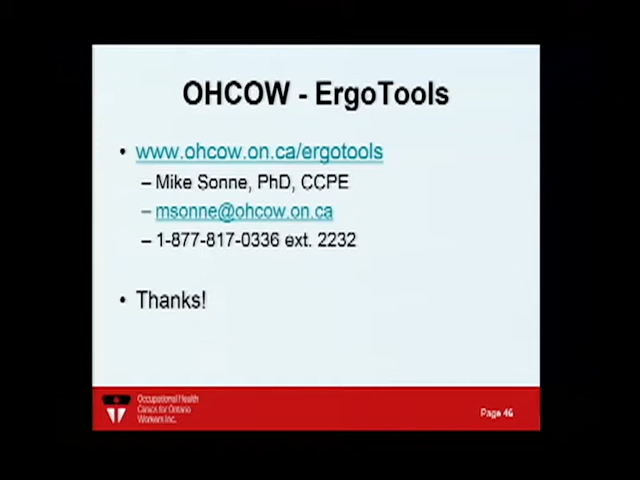 OHCOW - ErgoTools
• www.ohcow.on.ca/ergotools
– Mike Sonne, PhD, CCPE
– msonne@ohcow.on.ca
– 1-877-817-0336 ext. 2232
• Thanks!
Occupational Health
Clinics for Ontario
Workers Inc.
Page 46